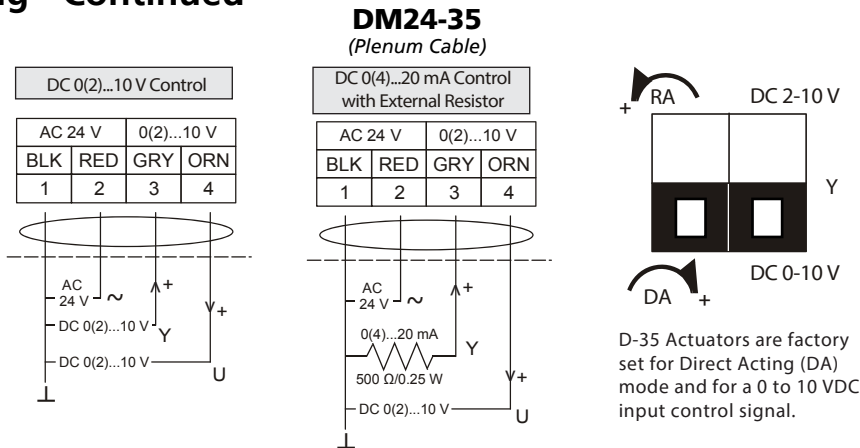 Continued
DM24-35
(Plenum Cable)
DC 0(2)...10 V Control
AC 24 V 0(2)...10 V
BLK RED GRY ORN
1 2 3 4
AC
24 V ~ +
+
DC 0(2)...10 V Y
DC 0(2)...10 V
U
DC 0(4)...20 mA Control
with External Resistor
AC 24 V 0(2)...10 V
BLK RED GRY ORN
1 2 3 4
AC
24 V ~ +
0(4)...20 mA
Y
500 Ω/0.25 W
+
DC 0(2)...10 V
U
RA DC 2-10 V
+
Y
DC 0-10 V
DA +
D-35 Actuators are factory
set for Direct Acting (DA)
mode and for a 0 to 10 VDC
input control signal.